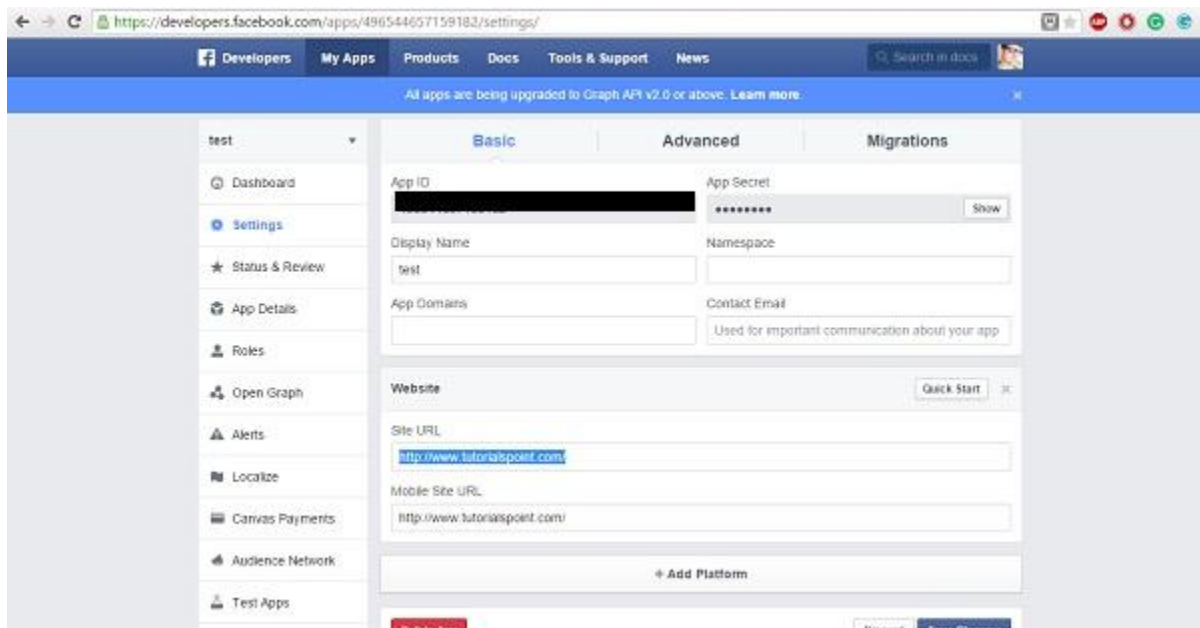 https://developers.facebook.com/apps/496544657159182/settings/
Developers My Apps Products Docs Tools & Support News Search in docs
All apps are being upgraded to Graph API v2.0 or above. Learn more.
test
Basic Advanced Migrations
Dashboard
Settings
Status & Review
App Details
Roles
Open Graph
Alerts
Localize
Canvas Payments
Audience Network
Test Apps
App ID App Secret
•••••••• Show
Display Name Namespace
test
App Domains Contact Email
Used for important communication about your app
Website Quick Start
Site URL
http://www.tutorialspoint.com/
Mobile Site URL
http://www.tutorialspoint.com/
+ Add Platform